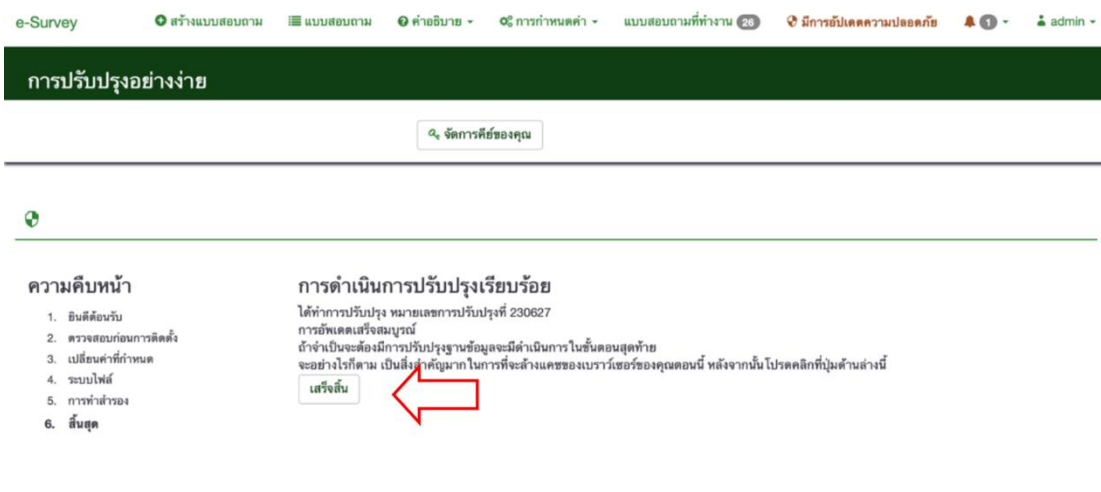 e-Survey สร้างแบบสอบถาม แบบสอบถาม คำอธิบาย การกำหนดค่า แบบสอบถามที่ทำงาน 26 มีการอัปเดตความปลอดภัย 1 admin
การปรับปรุงอย่างง่าย
จัดการคีย์ของคุณ
ความคืบหน้า
1. ยินดีต้อนรับ
2. ตรวจสอบก่อนการติดตั้ง
3. เปลี่ยนค่าที่กำหนด
4. ระบบไฟล์
5. การทำสำรอง
6. สิ้นสุด
การดำเนินการปรับปรุงเรียบร้อย
ได้ทำการปรับปรุง หมายเลขการปรับปรุงที่ 230627
การอัพเดตเสร็จสมบูรณ์
ถ้าจำเป็นจะต้องมีการปรับปรุงฐานข้อมูลจะมีดำเนินการในขั้นตอนสุดท้าย
จะอย่างไรก็ตาม เป็นสิ่งสำคัญมากในการที่จะล้างแคชของเบราว์เซอร์ของคุณตอนนี้ หลังจากนั้นโปรดคลิกที่ปุ่มด้านล่างนี้
เสร็จสิ้น